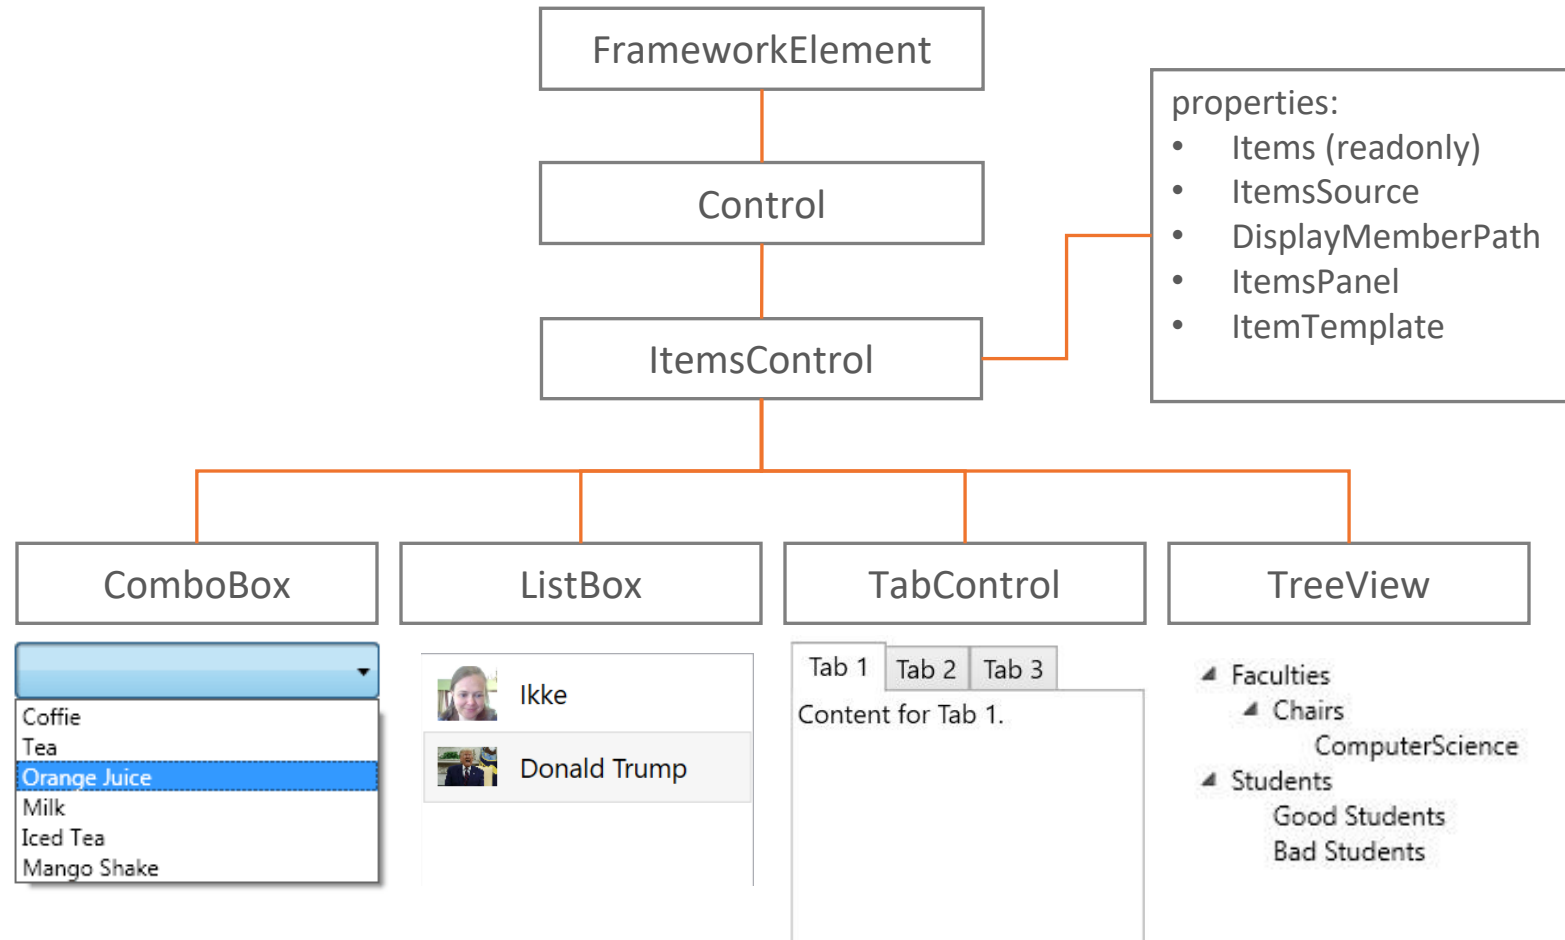 FrameworkElement
Control
ItemsControl
properties:
• Items (readonly)
• ItemsSource
• DisplayMemberPath
• ItemsPanel
• ItemTemplate
ComboBox
ListBox
TabControl
TreeView
Coffie
Tea
Orange Juice
Milk
Iced Tea
Mango Shake
Ikke
Donald Trump
Tab 1 Tab 2 Tab 3
Content for Tab 1.
Faculties
Chairs
ComputerScience
Students
Good Students
Bad Students